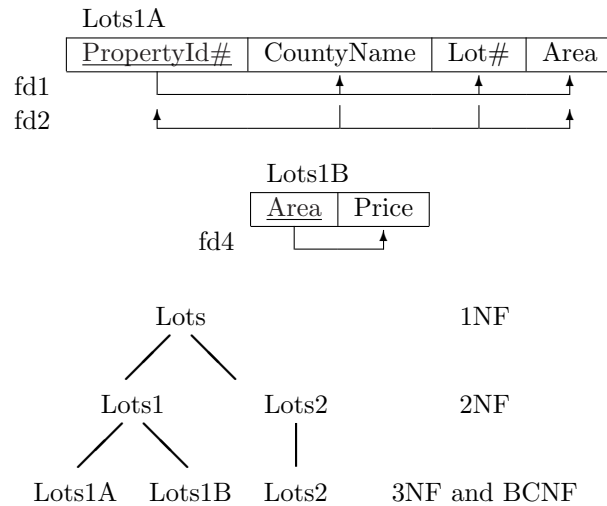 Lots1A
PropertyId# CountyName Lot# Area
fd1
fd2
Lots1B
Area Price
fd4
Lots 1NF
Lots1 Lots2 2NF
Lots1A Lots1B Lots2 3NF and BCNF